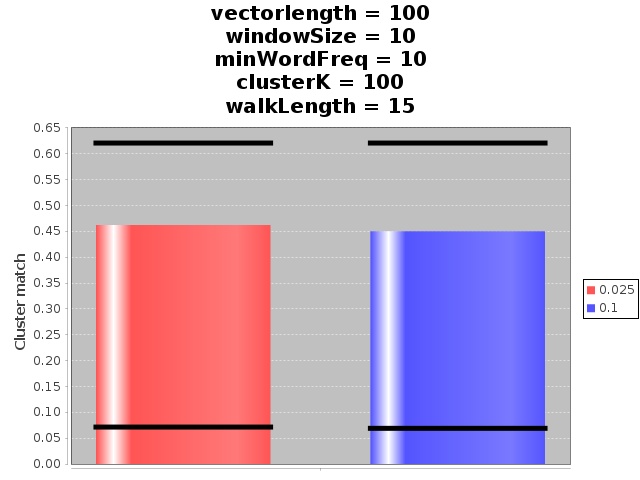 vectorlength = 100
windowSize = 10
minWordFreq = 10
clusterK = 100
walkLength = 15
0.65
0.60
0.55
0.50
0.45
0.40
0.35
0.30
0.25
0.20
0.15
0.10
0.05
0.00
Cluster match
0.025
0.1